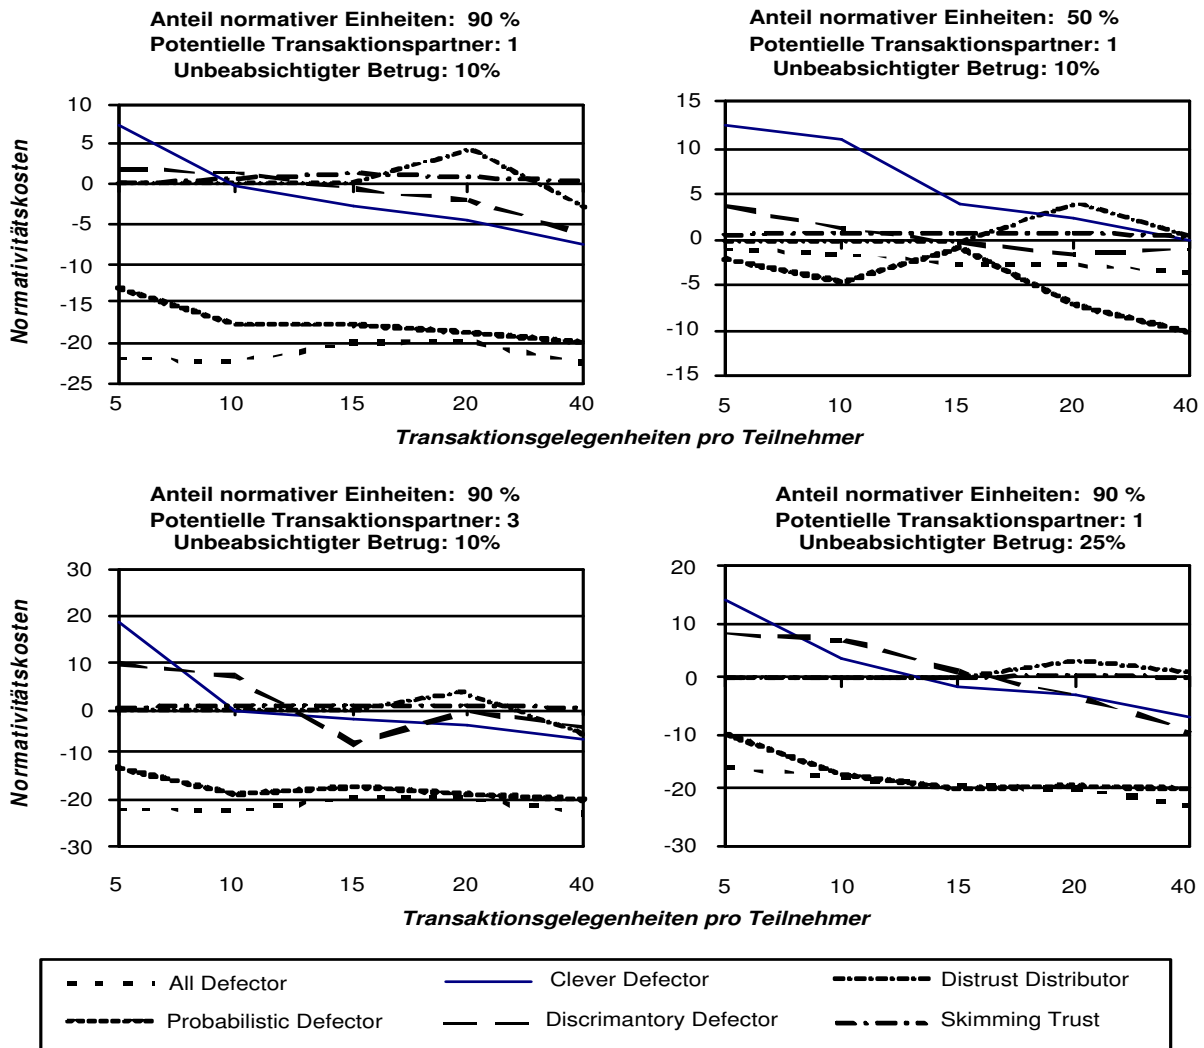 Anteil normativer Einheiten: 90 %
Potentielle Transaktionspartner: 1
Unbeabsichtigter Betrug: 10%
Normativitätskosten
10
5
0
-5
-10
-15
-20
-25
5 10 15 20 40
Anteil normativer Einheiten: 50 %
Potentielle Transaktionspartner: 1
Unbeabsichtigter Betrug: 10%
15
10
5
0
-5
-10
-15
5 10 15 20 40
Transaktionsgelegenheiten pro Teilnehmer
Anteil normativer Einheiten: 90 %
Potentielle Transaktionspartner: 3
Unbeabsichtigter Betrug: 10%
Normativitätskosten
30
20
10
0
-10
-20
-30
5 10 15 20 40
Anteil normativer Einheiten: 90 %
Potentielle Transaktionspartner: 1
Unbeabsichtigter Betrug: 25%
20
10
0
-10
-20
-30
5 10 15 20 40
Transaktionsgelegenheiten pro Teilnehmer
All Defector Clever Defector Distrust Distributor
Probabilistic Defector Discrimantory Defector Skimming Trust